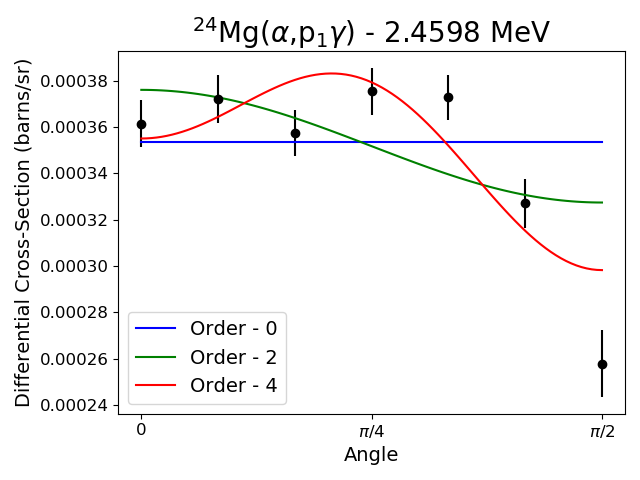 ²⁴Mg(α,p₁γ) - 2.4598 MeV
Differential Cross-Section (barns/sr)
0.00038
0.00036
0.00034
0.00032
0.00030
0.00028
0.00026
0.00024
Order - 0
Order - 2
Order - 4
0 π/4 π/2
Angle